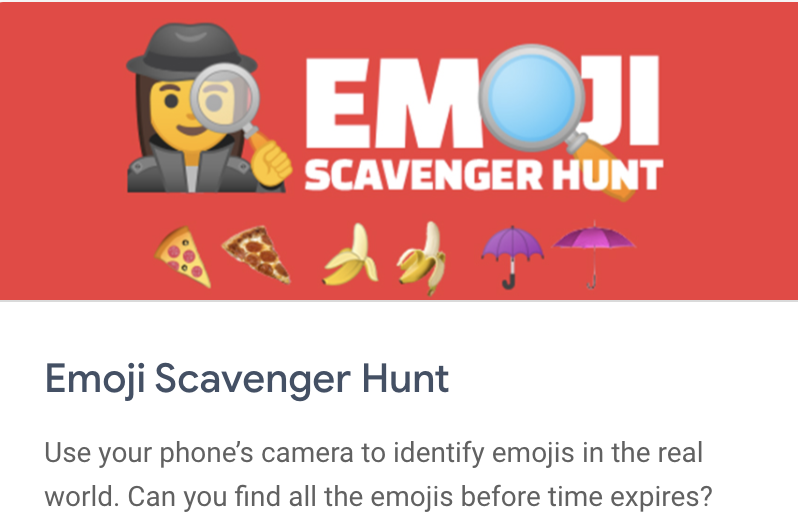 EMOJI
SCAVENGER HUNT
Emoji Scavenger Hunt
Use your phone’s camera to identify emojis in the real
world. Can you find all the emojis before time expires?